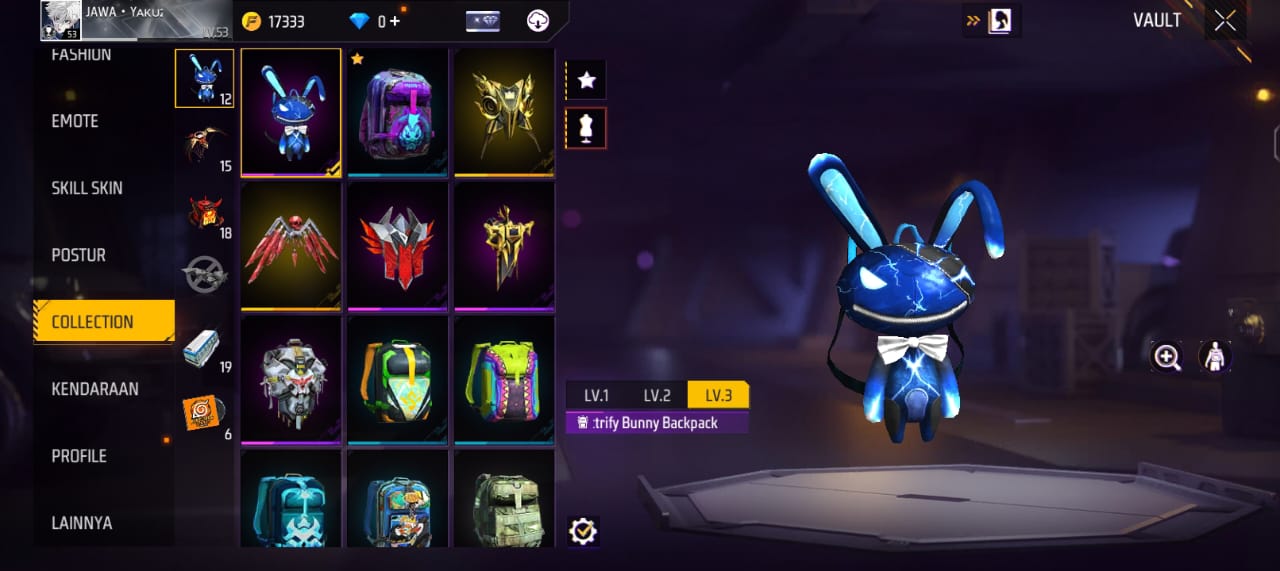 JAWA • YAKUZ
53
LV.53
17333
0 +
VAULT
FASHION
EMOTE
SKILL SKIN
POSTUR
COLLECTION
KENDARAAN
PROFILE
LAINNYA
12
15
18
19
6
LV.1
LV.2
LV.3
:trify Bunny Backpack